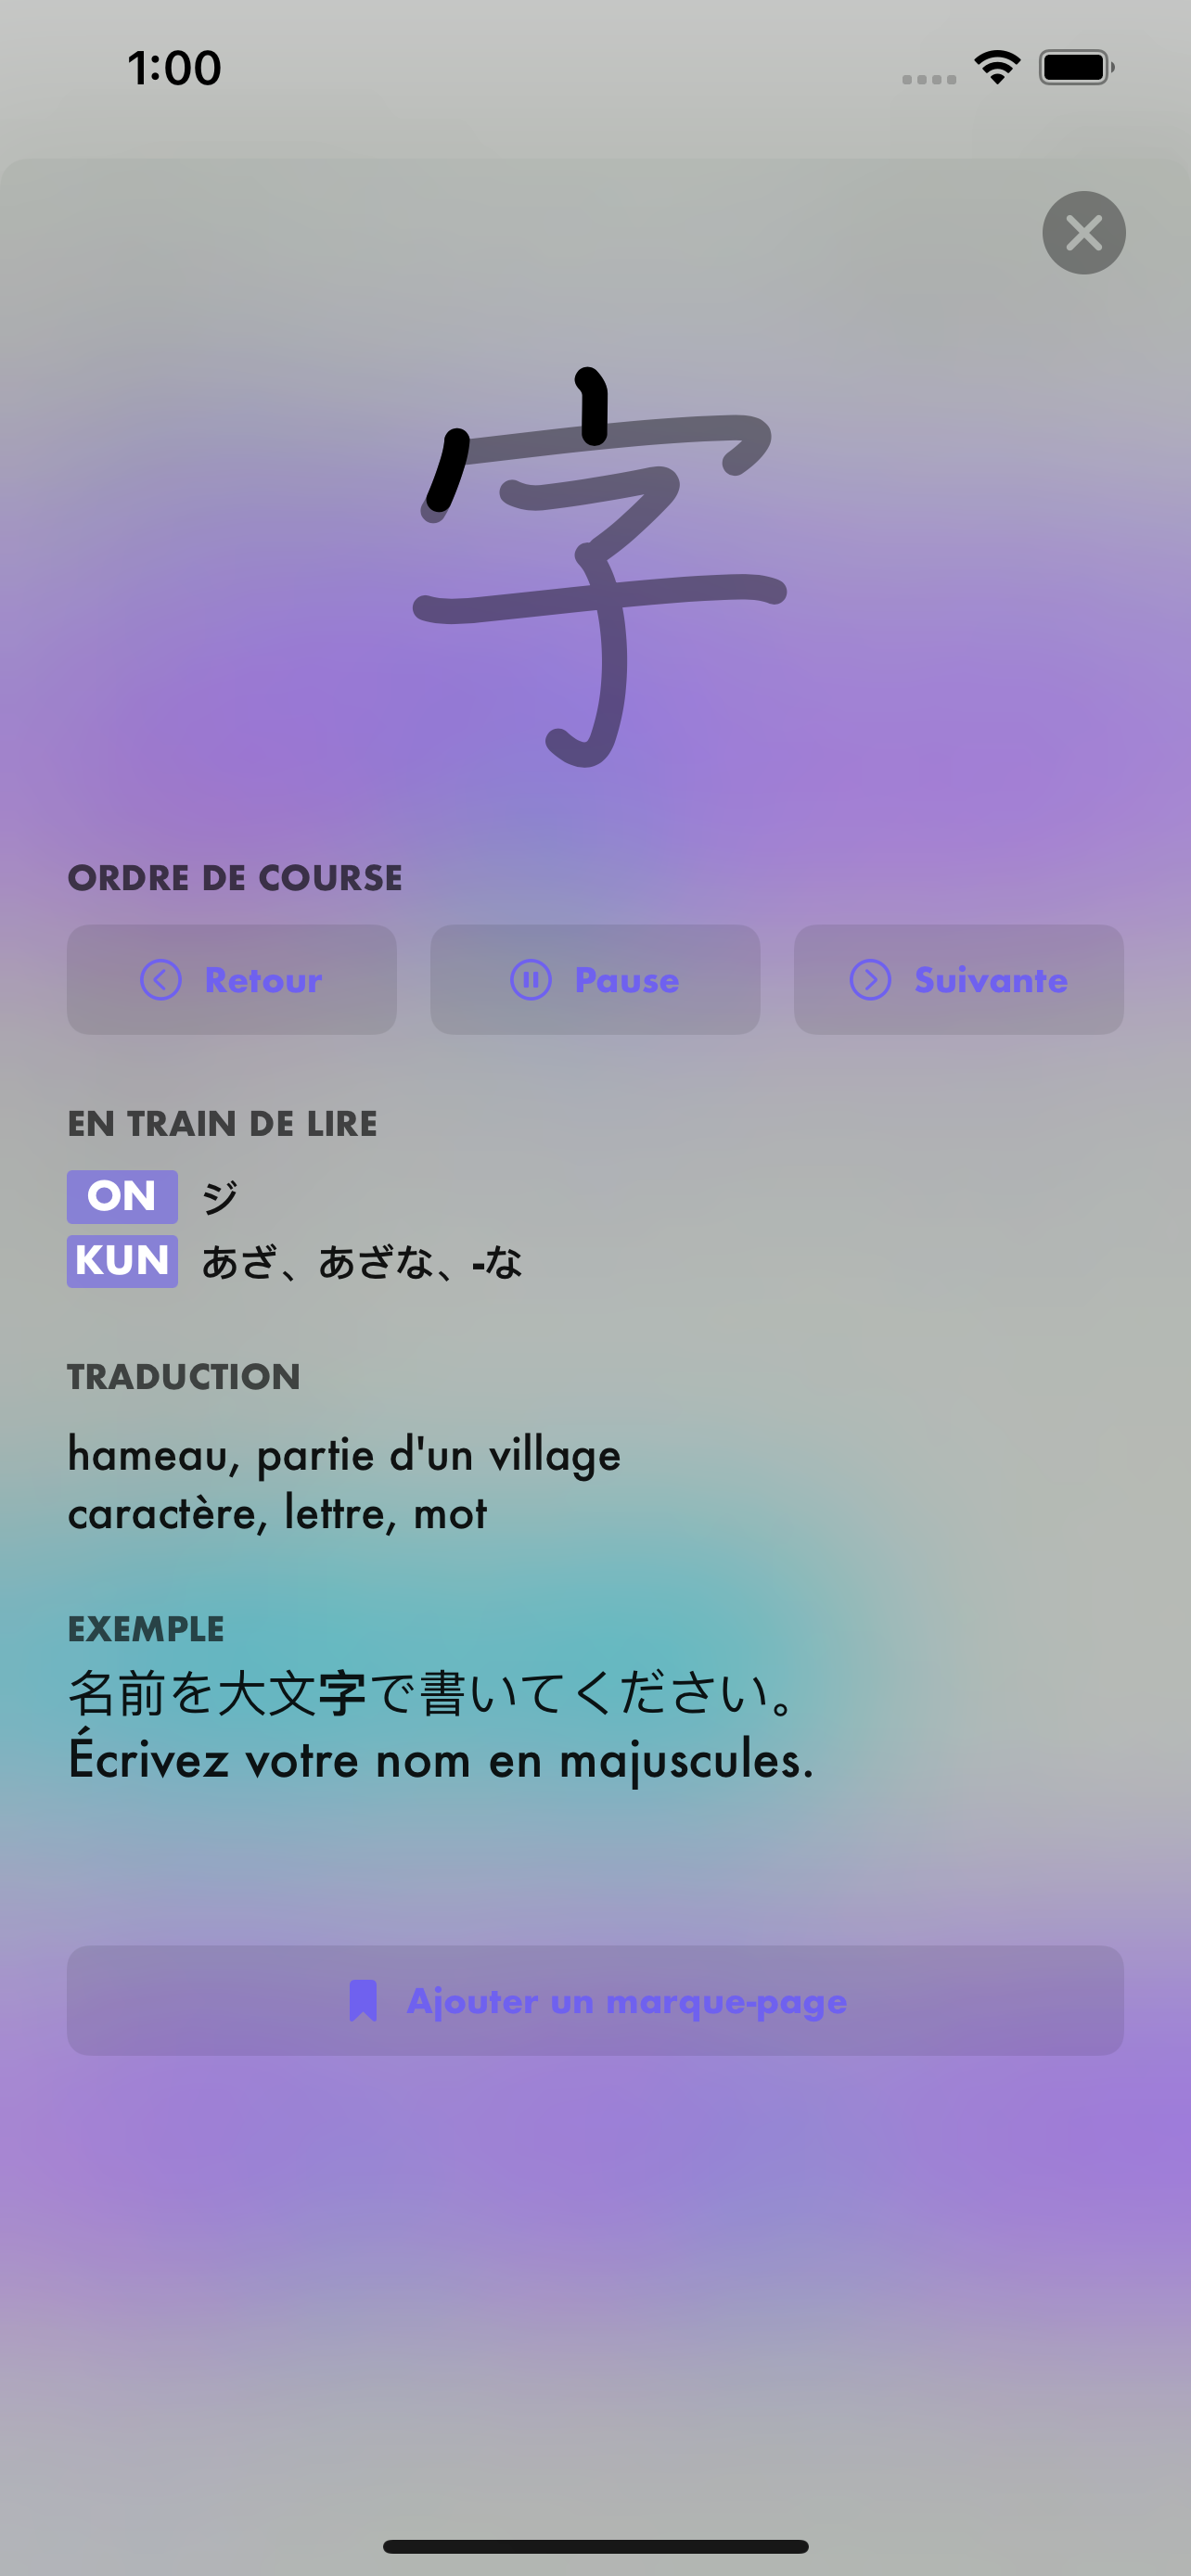 1:00
字
ORDRE DE COURSE
Retour
Pause
Suivante
EN TRAIN DE LIRE
ON ジ
KUN あざ、あざな、-な
TRADUCTION
hameau, partie d'un village
caractère, lettre, mot
EXEMPLE
名前を大文字で書いてください。
Écrivez votre nom en majuscules.
Ajouter un marque-page